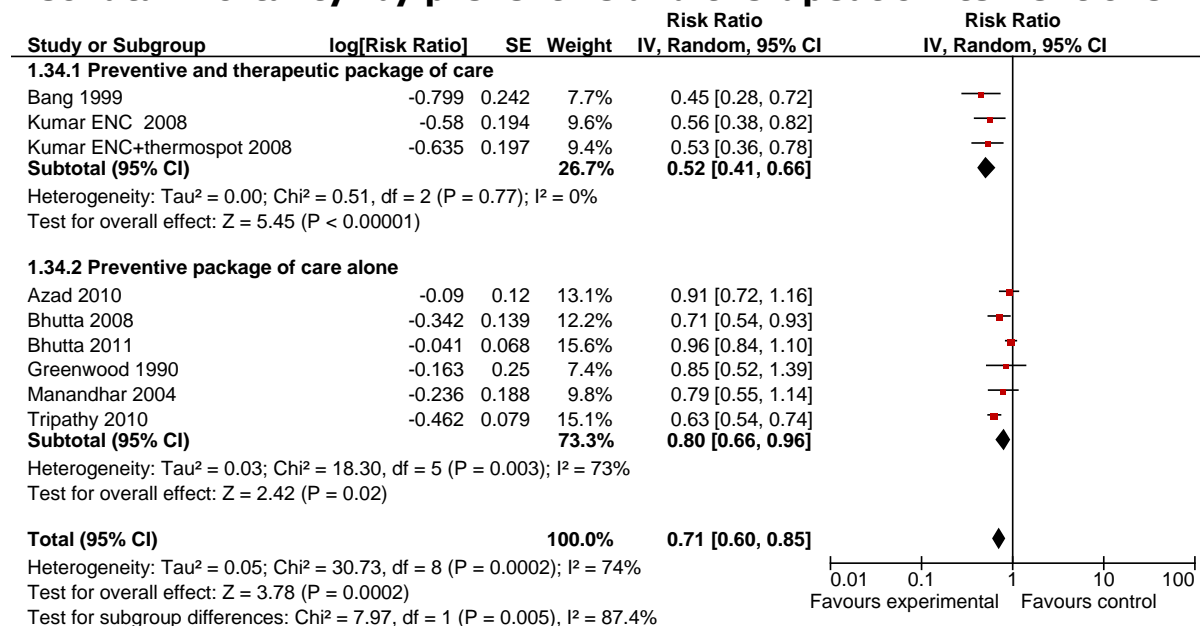 Risk Ratio Risk Ratio
Study or Subgroup log[Risk Ratio] SE Weight IV, Random, 95% CI IV, Random, 95% CI
1.34.1 Preventive and therapeutic package of care
Bang 1999 -0.799 0.242 7.7% 0.45 [0.28, 0.72]
Kumar ENC 2008 -0.58 0.194 9.6% 0.56 [0.38, 0.82]
Kumar ENC+thermospot 2008 -0.635 0.197 9.4% 0.53 [0.36, 0.78]
Subtotal (95% CI) 26.7% 0.52 [0.41, 0.66]
Heterogeneity: Tau² = 0.00; Chi² = 0.51, df = 2 (P = 0.77); I² = 0%
Test for overall effect: Z = 5.45 (P < 0.00001)
1.34.2 Preventive package of care alone
Azad 2010 -0.09 0.12 13.1% 0.91 [0.72, 1.16]
Bhutta 2008 -0.342 0.139 12.2% 0.71 [0.54, 0.93]
Bhutta 2011 -0.041 0.068 15.6% 0.96 [0.84, 1.10]
Greenwood 1990 -0.163 0.25 7.4% 0.85 [0.52, 1.39]
Manandhar 2004 -0.236 0.188 9.8% 0.79 [0.55, 1.14]
Tripathy 2010 -0.462 0.079 15.1% 0.63 [0.54, 0.74]
Subtotal (95% CI) 73.3% 0.80 [0.66, 0.96]
Heterogeneity: Tau² = 0.03; Chi² = 18.30, df = 5 (P = 0.003); I² = 73%
Test for overall effect: Z = 2.42 (P = 0.02)
Total (95% CI) 100.0% 0.71 [0.60, 0.85]
Heterogeneity: Tau² = 0.05; Chi² = 30.73, df = 8 (P = 0.0002); I² = 74%
Test for overall effect: Z = 3.78 (P = 0.0002)
Test for subgroup differences: Chi² = 7.97, df = 1 (P = 0.005), I² = 87.4%
0.01 0.1 1 10 100
Favours experimental Favours control